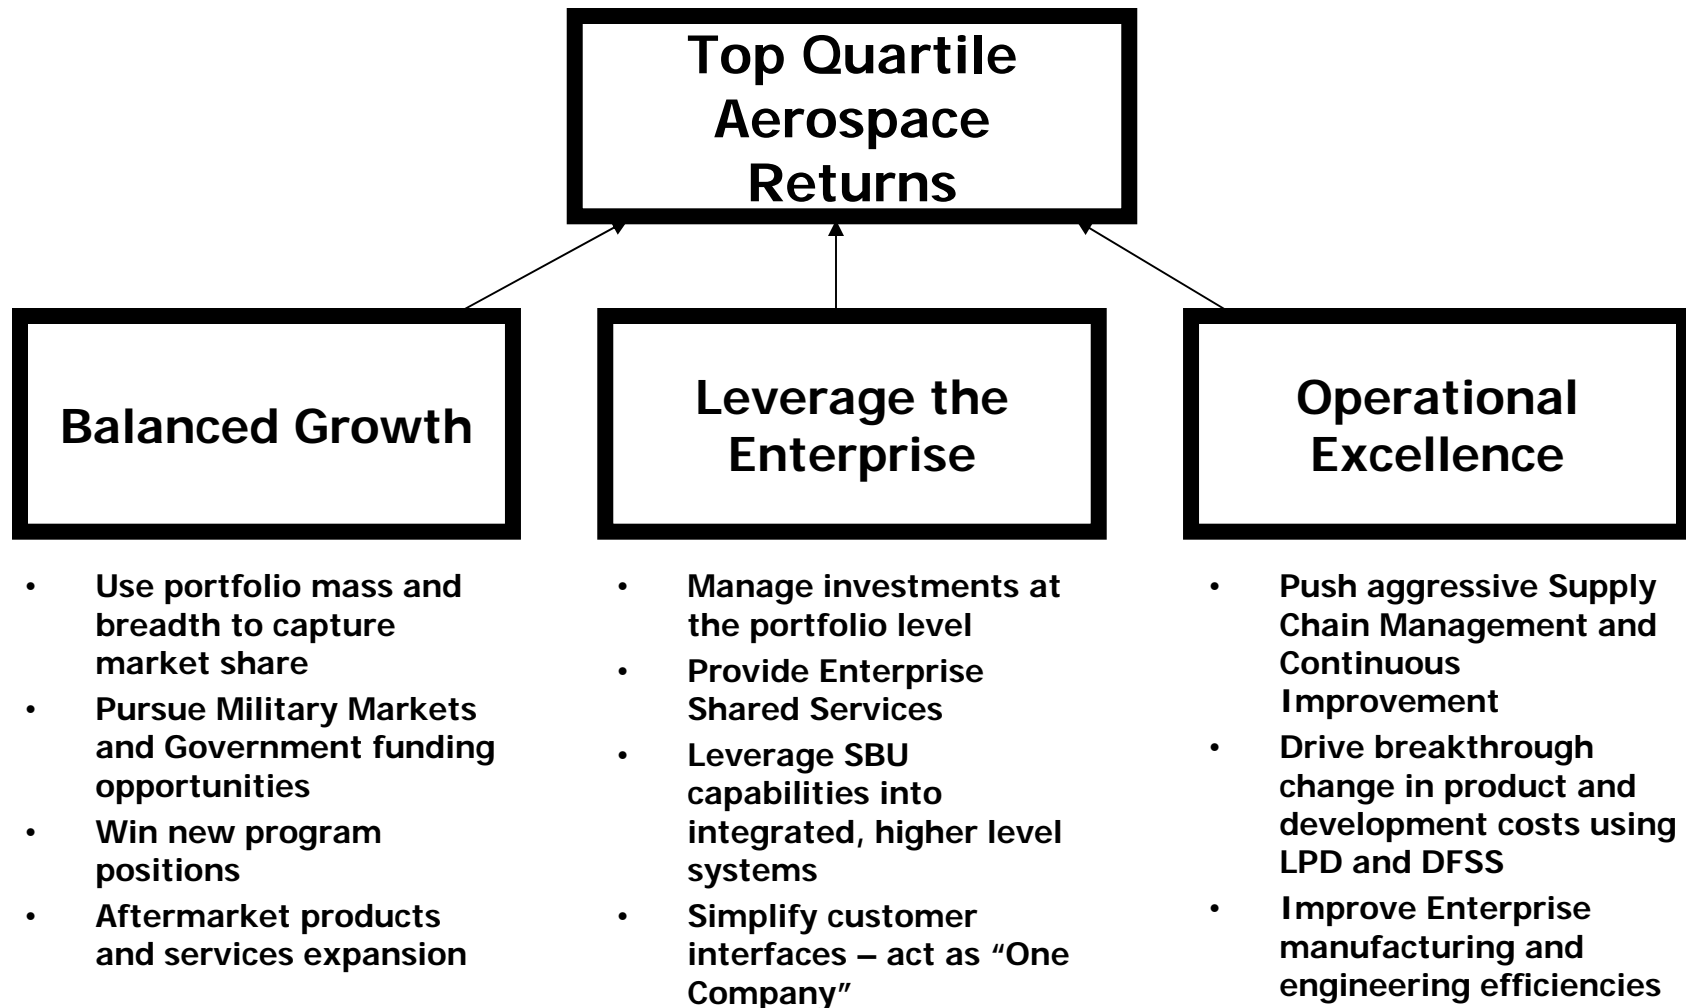 Top Quartile
Aerospace
Returns
Balanced Growth
• Use portfolio mass and
breadth to capture
market share
• Pursue Military Markets
and Government funding
opportunities
• Win new program
positions
• Aftermarket products
and services expansion
Leverage the
Enterprise
• Manage investments at
the portfolio level
• Provide Enterprise
Shared Services
• Leverage SBU
capabilities into
integrated, higher level
systems
• Simplify customer
interfaces – act as “One
Company”
Operational
Excellence
• Push aggressive Supply
Chain Management and
Continuous
Improvement
• Drive breakthrough
change in product and
development costs using
LPD and DFSS
• Improve Enterprise
manufacturing and
engineering efficiencies